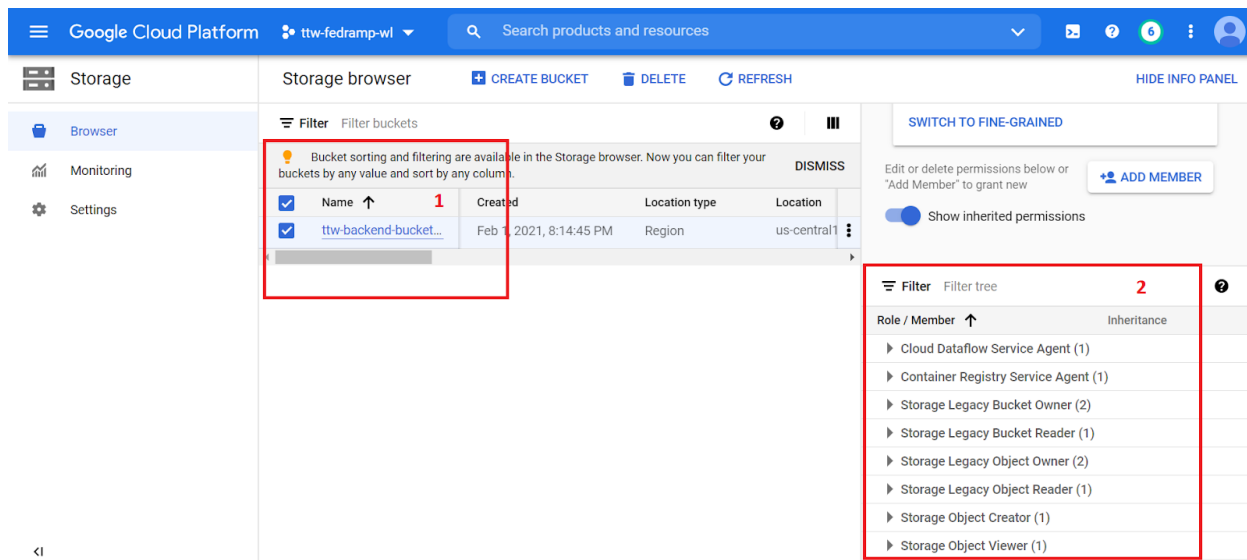 Google Cloud Platform
ttw-fedramp-wl
Search products and resources
6
Storage
Storage browser
CREATE BUCKET
DELETE
REFRESH
HIDE INFO PANEL
Browser
Monitoring
Settings
Filter Filter buckets
Bucket sorting and filtering are available in the Storage browser. Now you can filter your
buckets by any value and sort by any column.
DISMISS
Name 1 Created Location type Location
ttw-backend-bucket... Feb 1, 2021, 8:14:45 PM Region us-central1
SWITCH TO FINE-GRAINED
Edit or delete permissions below or
"Add Member" to grant new
ADD MEMBER
Show inherited permissions
Filter Filter tree 2
Role / Member Inheritance
Cloud Dataflow Service Agent (1)
Container Registry Service Agent (1)
Storage Legacy Bucket Owner (2)
Storage Legacy Bucket Reader (1)
Storage Legacy Object Owner (2)
Storage Legacy Object Reader (1)
Storage Object Creator (1)
Storage Object Viewer (1)